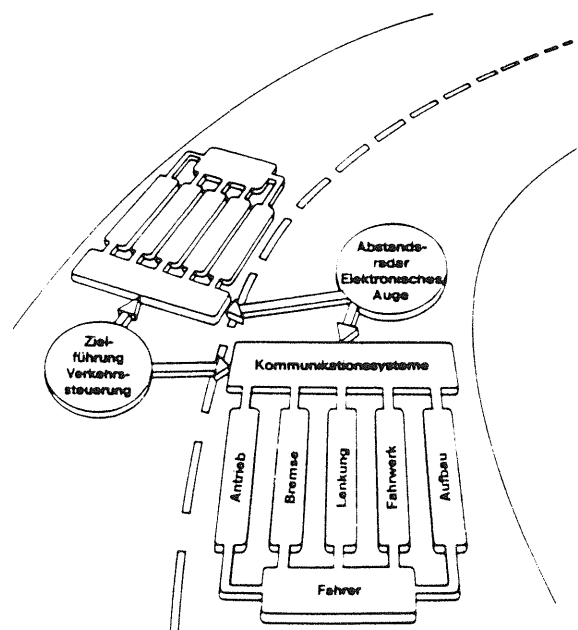 Abstands-
radar
Elektronisches
Auge
Ziel-
führung
Verkehrs-
steuerung
Kommunikationssysteme
Antrieb
Bremse
Lenkung
Fahrwerk
Aufbau
Fahrer